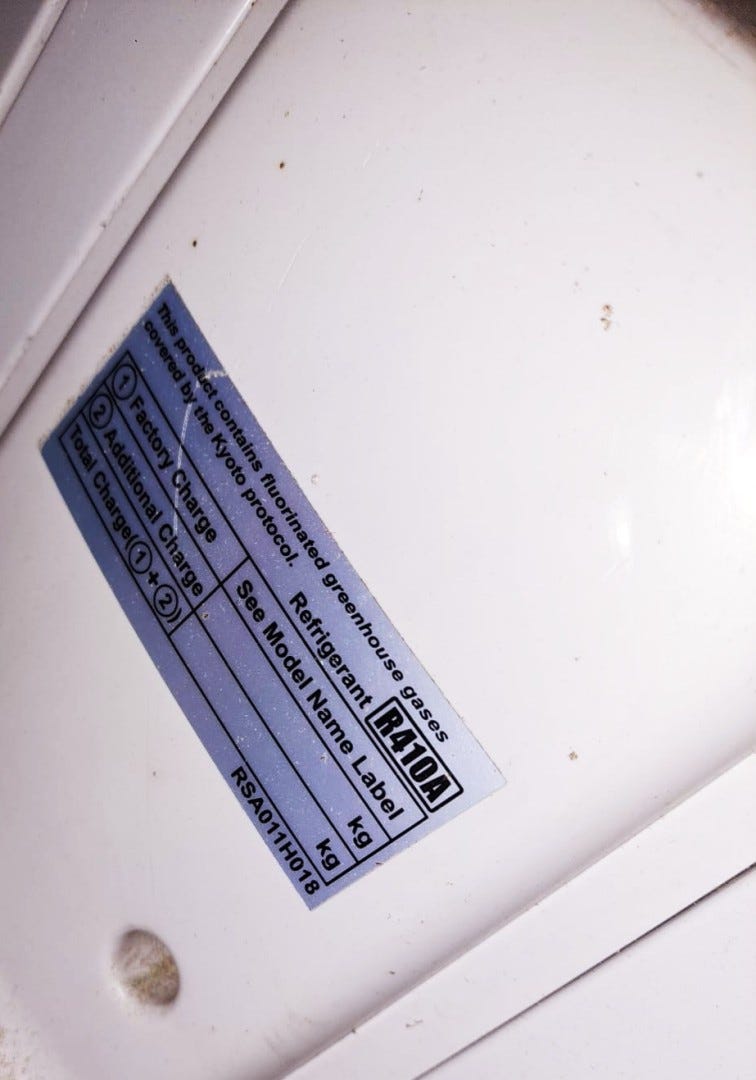 This product contains fluorinated greenhouse gases
covered by the Kyoto protocol.
Refrigerant R410A
① Factory Charge See Model Name Label
② Additional Charge kg
Total Charge(①+②)) kg
RSA011H018